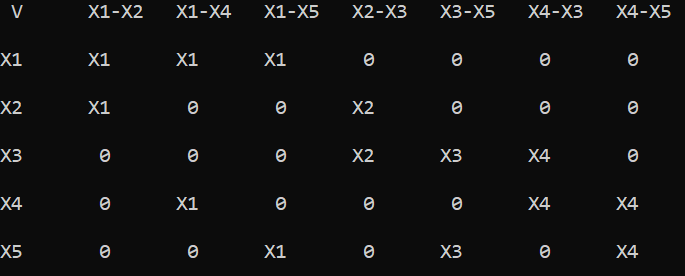 V X1-X2 X1-X4 X1-X5 X2-X3 X3-X5 X4-X3 X4-X5
X1 X1 X1 X1 0 0 0 0
X2 X1 0 0 X2 0 0 0
X3 0 0 0 X2 X3 X4 0
X4 0 X1 0 0 0 X4 X4
X5 0 0 X1 0 X3 0 X4